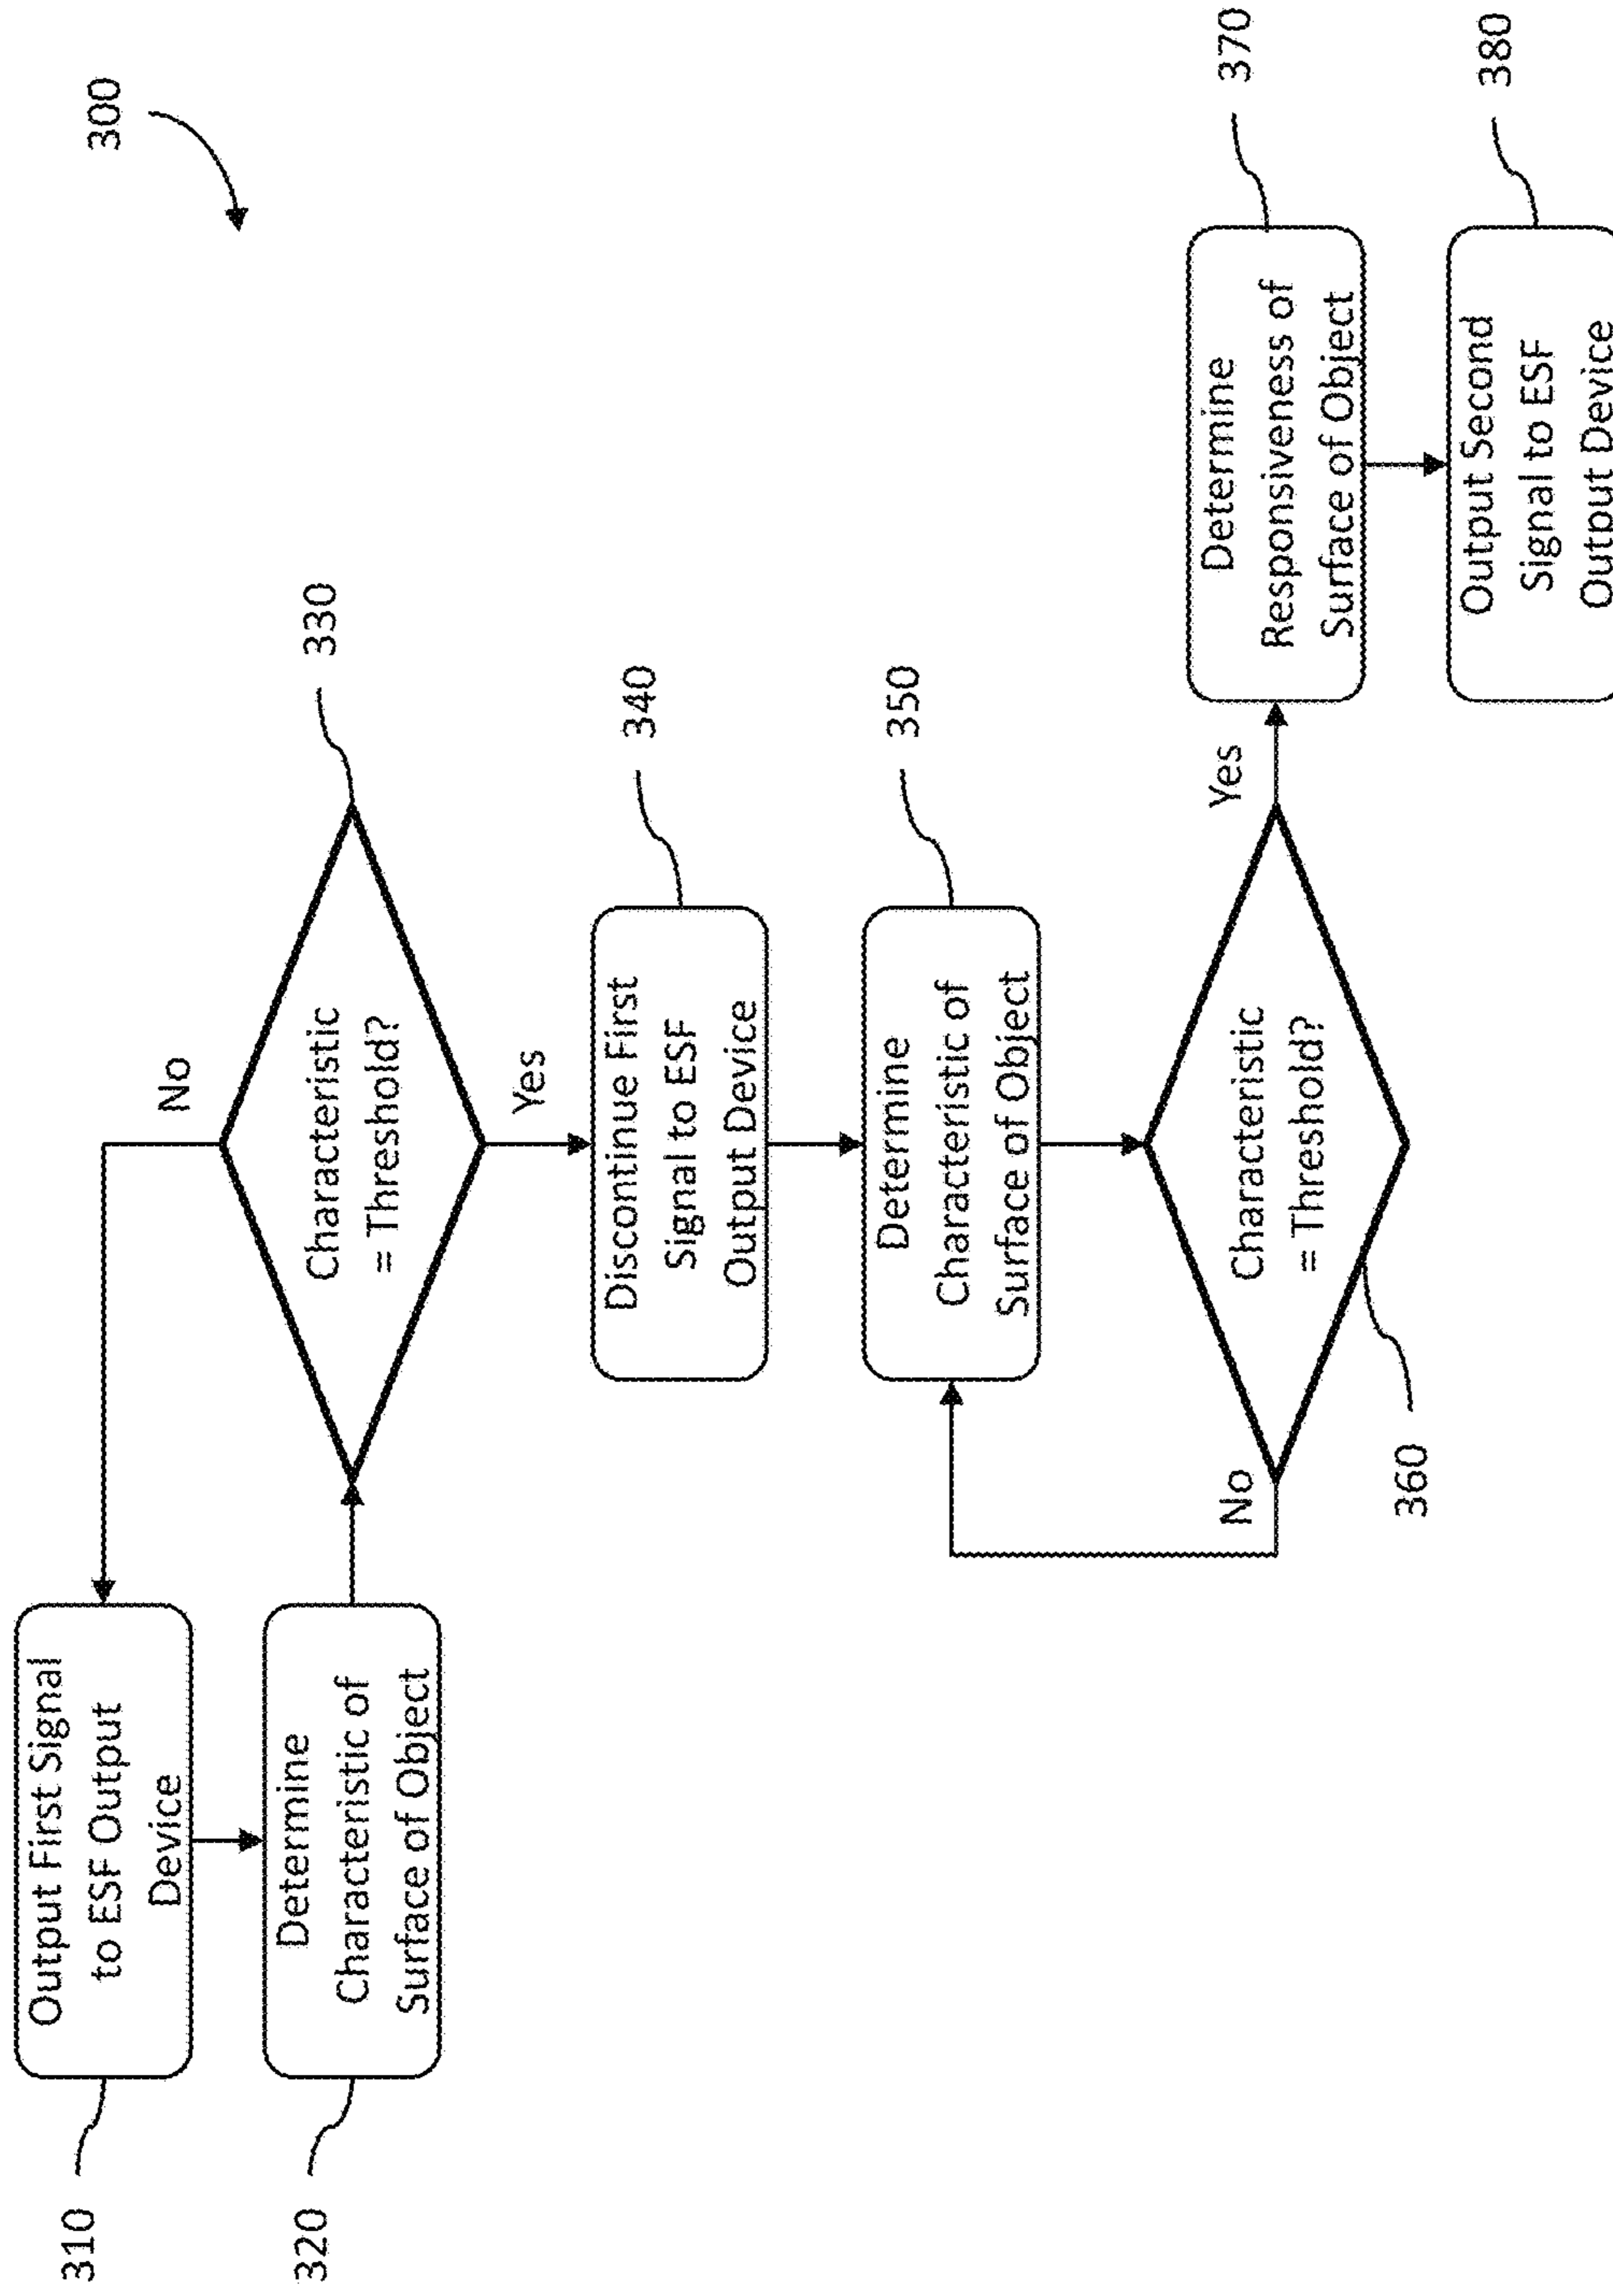 300
310
Output First Signal
to ESF Output
Device
320
Determine
Characteristic of
Surface of Object
No
330
Characteristic
= Threshold?
Yes
340
Discontinue First
Signal to ESF
Output Device
350
Determine
Characteristic of
Surface of Object
No
360
Characteristic
= Threshold?
Yes
370
Determine
Responsiveness of
Surface of Object
380
Output Second
Signal to ESF
Output Device